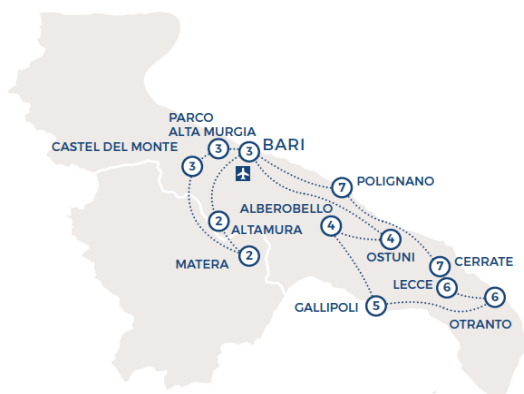 PARCO
ALTA MURGIA
BARI
CASTEL DEL MONTE
3
3
3
POLIGNANO
7
ALBEROBELLO
4
2
ALTAMURA
4
OSTUNI
MATERA
2
CERRATE
7
LECCE
6
6
GALLIPOLI
5
OTRANTO